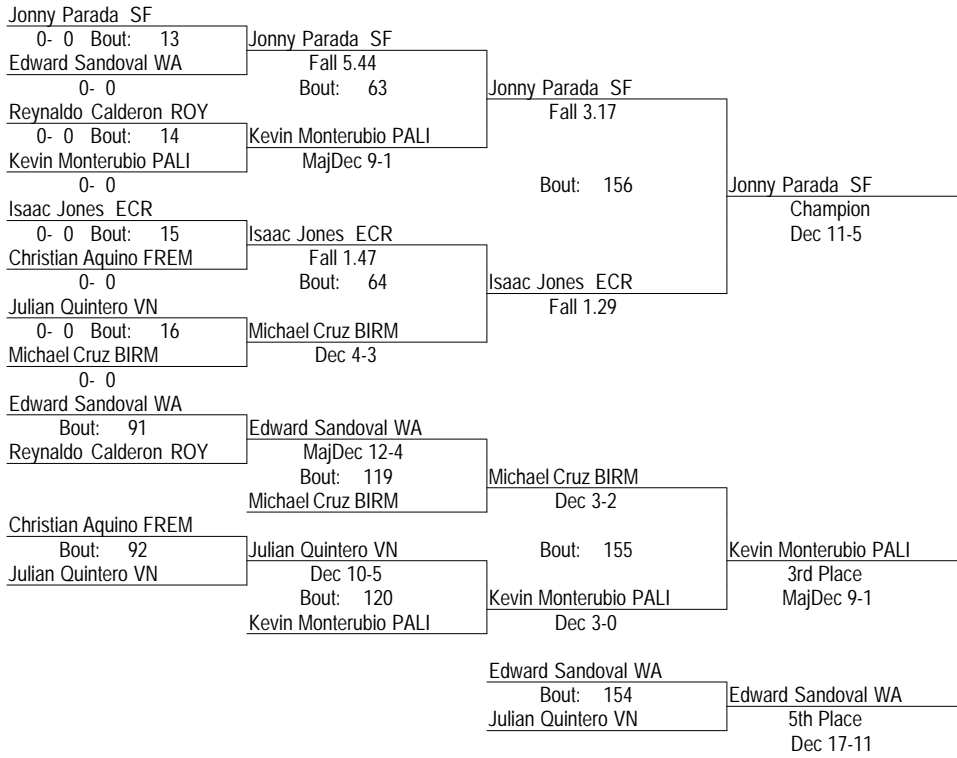 Jonny Parada SF
0- 0 Bout: 13
Jonny Parada SF
Edward Sandoval WA
Fall 5.44
0- 0
Bout: 63
Jonny Parada SF
Reynaldo Calderon ROY
Fall 3.17
0- 0 Bout: 14
Kevin Monterubio PALI
Kevin Monterubio PALI
MajDec 9-1
0- 0
Bout: 156
Jonny Parada SF
Isaac Jones ECR
Champion
0- 0 Bout: 15
Isaac Jones ECR
Dec 11-5
Christian Aquino FREM
Fall 1.47
0- 0
Bout: 64
Isaac Jones ECR
Julian Quintero VN
Fall 1.29
0- 0 Bout: 16
Michael Cruz BIRM
Michael Cruz BIRM
Dec 4-3
0- 0
Edward Sandoval WA
Bout: 91
Edward Sandoval WA
Reynaldo Calderon ROY
MajDec 12-4
Bout: 119
Michael Cruz BIRM
Michael Cruz BIRM
Dec 3-2
Christian Aquino FREM
Bout: 92
Julian Quintero VN
Bout: 155
Kevin Monterubio PALI
Julian Quintero VN
Dec 10-5
3rd Place
Bout: 120
Kevin Monterubio PALI
MajDec 9-1
Kevin Monterubio PALI
Dec 3-0
Edward Sandoval WA
Bout: 154
Edward Sandoval WA
Julian Quintero VN
5th Place
Dec 17-11